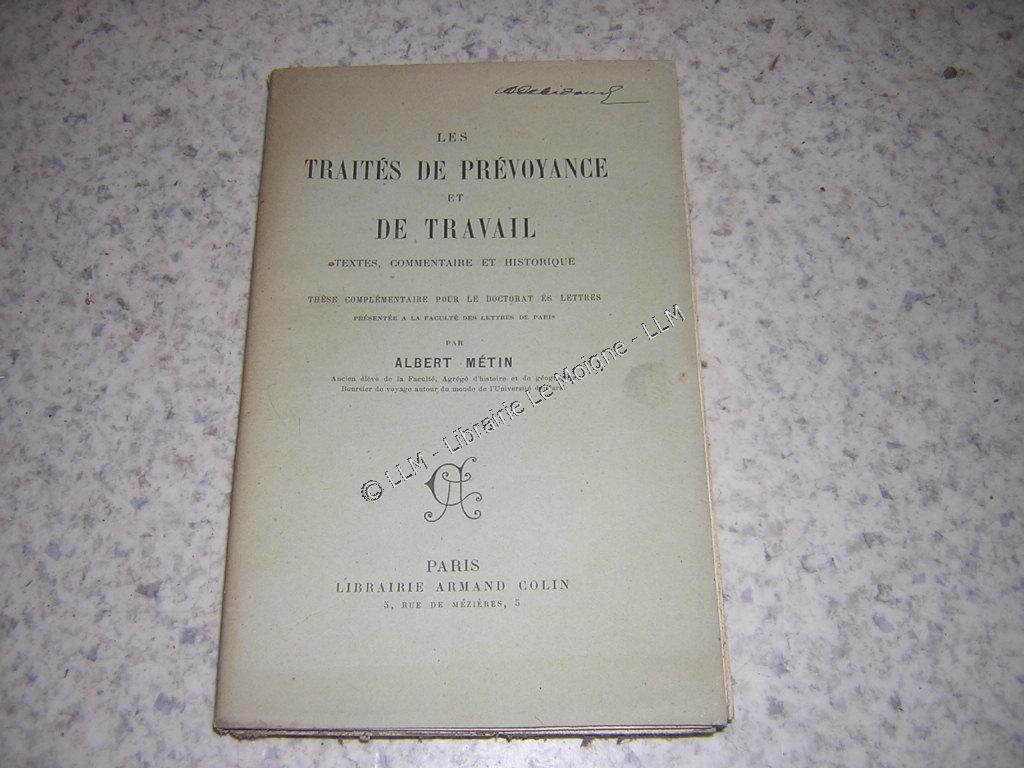 LES
TRAITÉS DE PRÉVOYANCE
ET
DE TRAVAIL
TEXTES, COMMENTAIRE ET HISTORIQUE
THÈSE COMPLÉMENTAIRE POUR LE DOCTORAT ÈS LETTRES
PRÉSENTÉE A LA FACULTÉ DES LETTRES DE PARIS
PAR
ALBERT MÉTIN
Ancien élève de la Faculté, Agrégé d'histoire et de
Boursier de voyage autour du monde de l'Université
© LLM - Librairie Le Moigne - LLM
AC
PARIS
LIBRAIRIE ARMAND COLIN
5, RUE DE MÉZIÈRES, 5